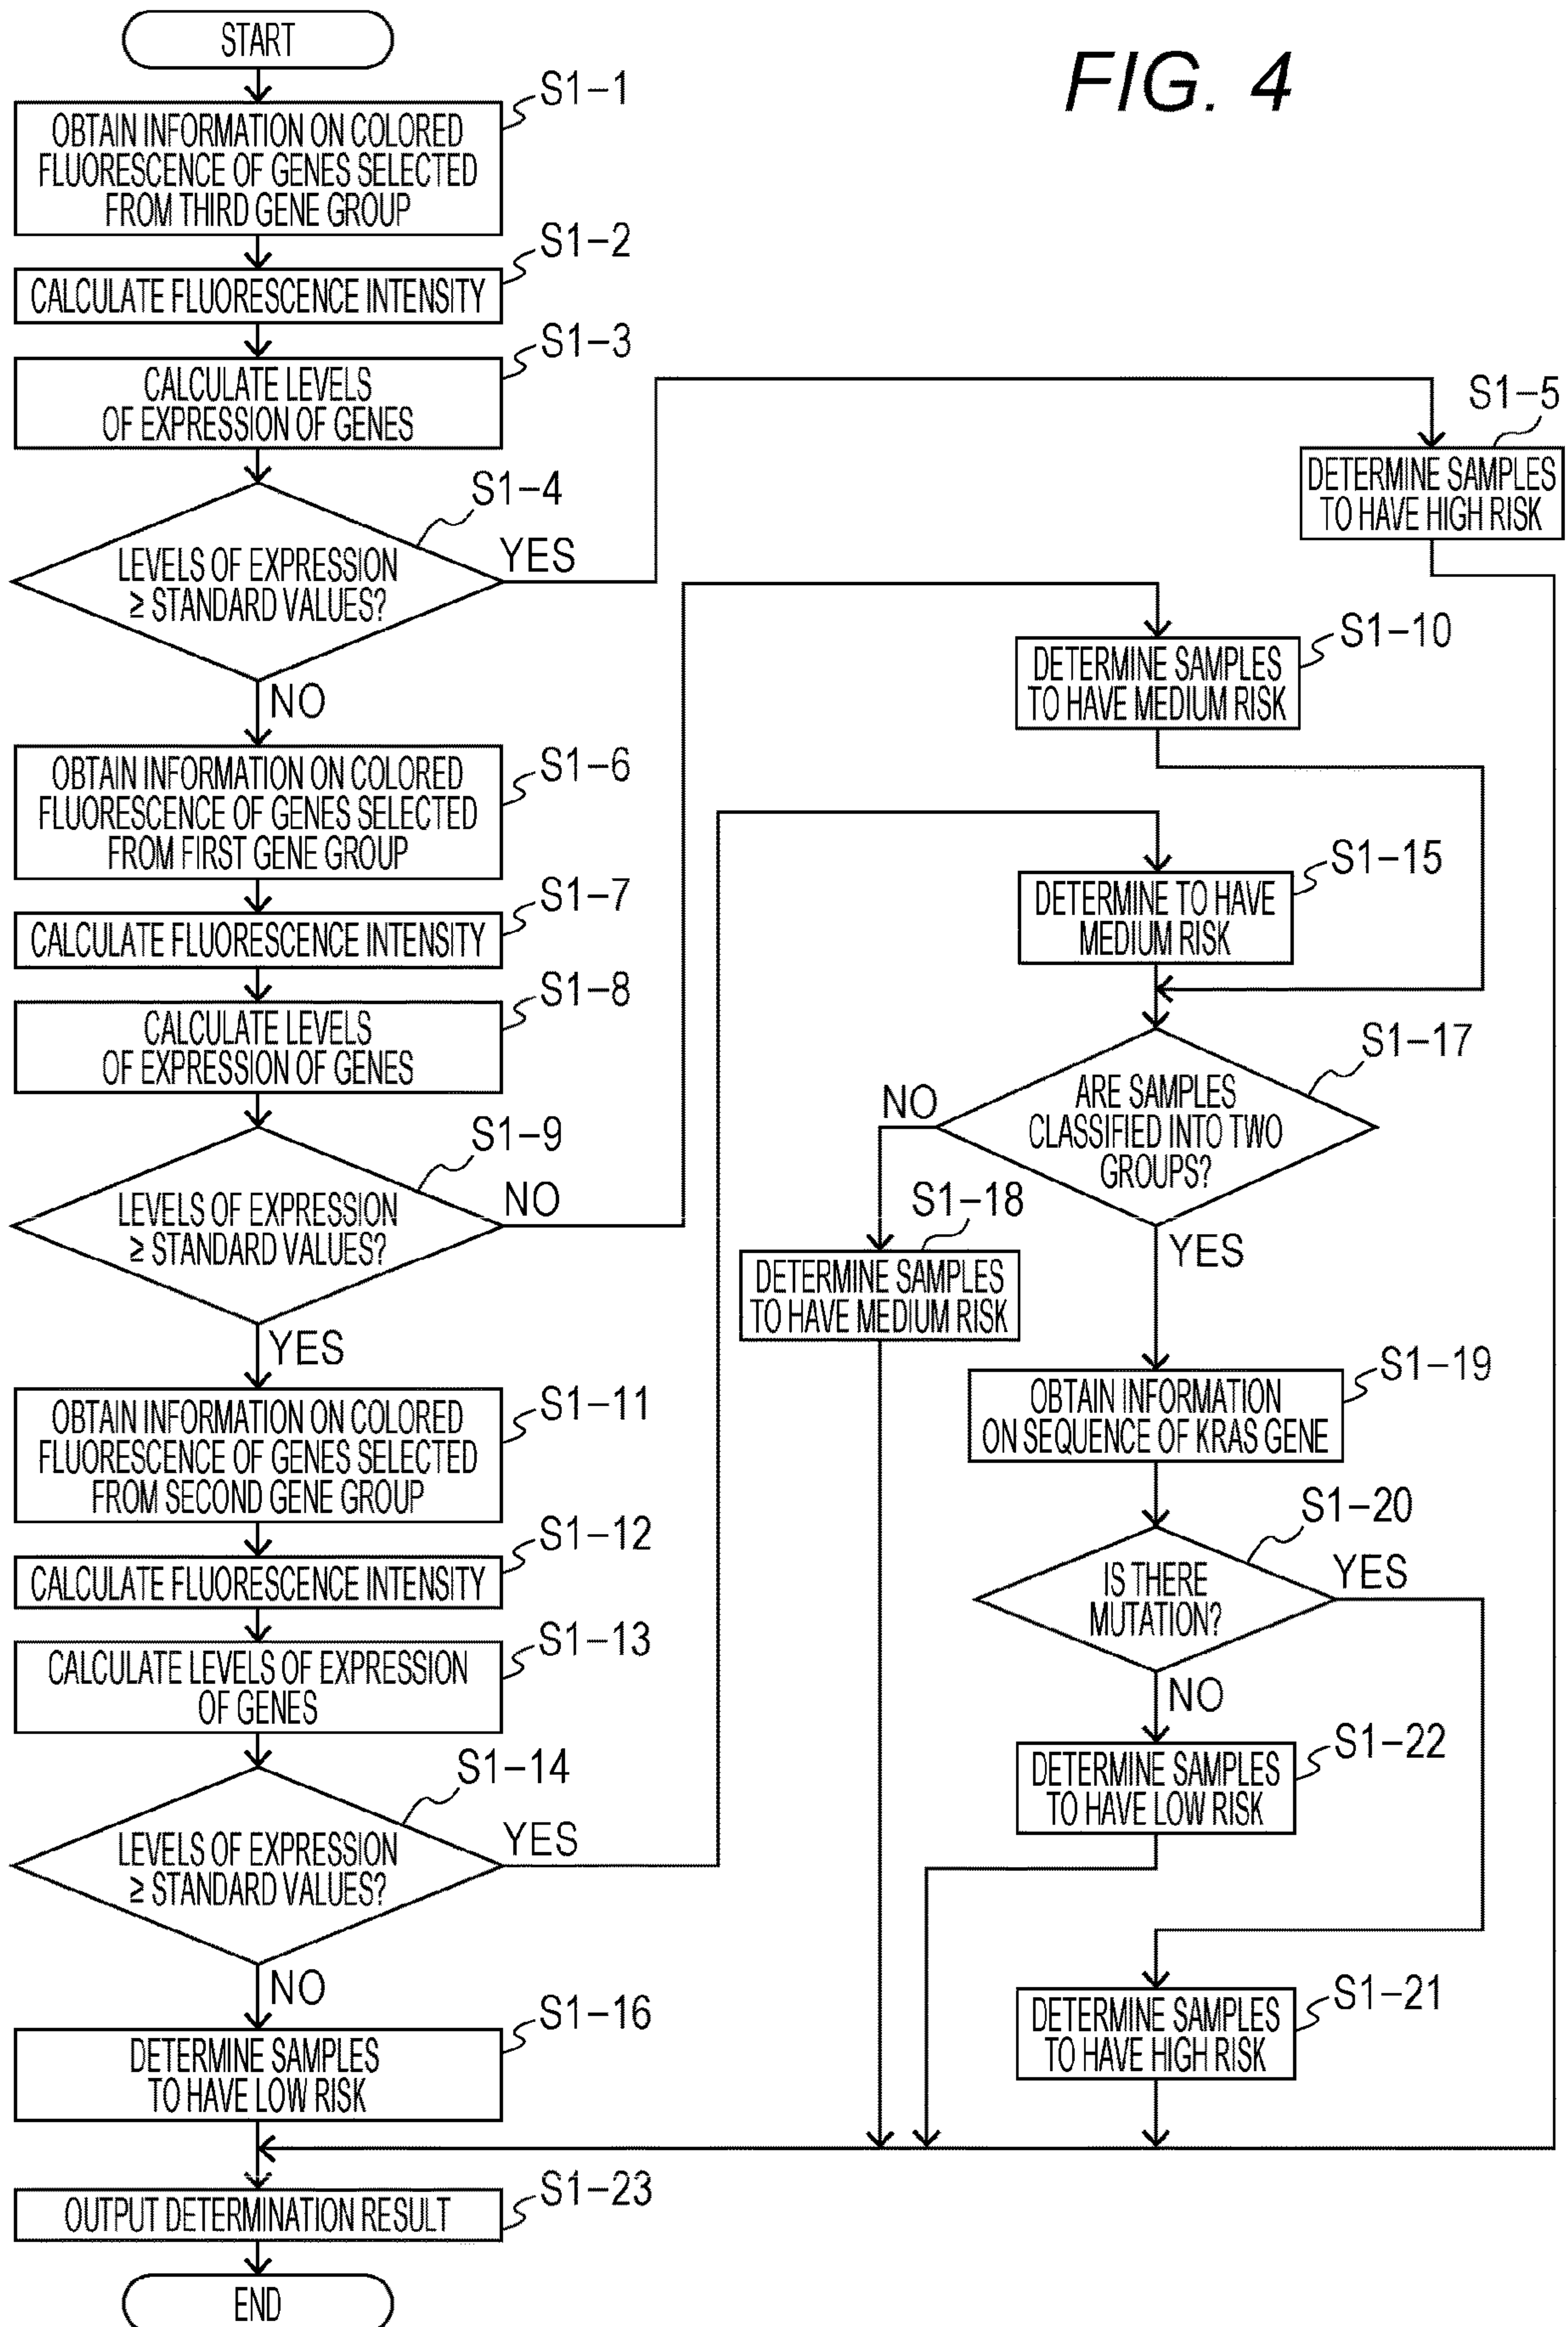 FIG. 4
START
S1-1
OBTAIN INFORMATION ON COLORED
FLUORESCENCE OF GENES SELECTED
FROM THIRD GENE GROUP
S1-2
CALCULATE FLUORESCENCE INTENSITY
S1-3
CALCULATE LEVELS
OF EXPRESSION OF GENES
S1-4
LEVELS OF EXPRESSION
≥ STANDARD VALUES?
YES
NO
S1-5
DETERMINE SAMPLES
TO HAVE HIGH RISK
S1-6
OBTAIN INFORMATION ON COLORED
FLUORESCENCE OF GENES SELECTED
FROM FIRST GENE GROUP
S1-7
CALCULATE FLUORESCENCE INTENSITY
S1-8
CALCULATE LEVELS
OF EXPRESSION OF GENES
S1-9
LEVELS OF EXPRESSION
≥ STANDARD VALUES?
NO
YES
S1-10
DETERMINE SAMPLES
TO HAVE MEDIUM RISK
S1-11
OBTAIN INFORMATION ON COLORED
FLUORESCENCE OF GENES SELECTED
FROM SECOND GENE GROUP
S1-12
CALCULATE FLUORESCENCE INTENSITY
S1-13
CALCULATE LEVELS OF EXPRESSION
OF GENES
S1-14
LEVELS OF EXPRESSION
≥ STANDARD VALUES?
YES
NO
S1-15
DETERMINE TO HAVE
MEDIUM RISK
S1-16
DETERMINE SAMPLES
TO HAVE LOW RISK
S1-17
ARE SAMPLES
CLASSIFIED INTO TWO
GROUPS?
NO
YES
S1-18
DETERMINE SAMPLES
TO HAVE MEDIUM RISK
S1-19
OBTAIN INFORMATION
ON SEQUENCE OF KRAS GENE
S1-20
IS THERE
MUTATION?
YES
NO
S1-22
DETERMINE SAMPLES
TO HAVE LOW RISK
S1-21
DETERMINE SAMPLES
TO HAVE HIGH RISK
S1-23
OUTPUT DETERMINATION RESULT
END